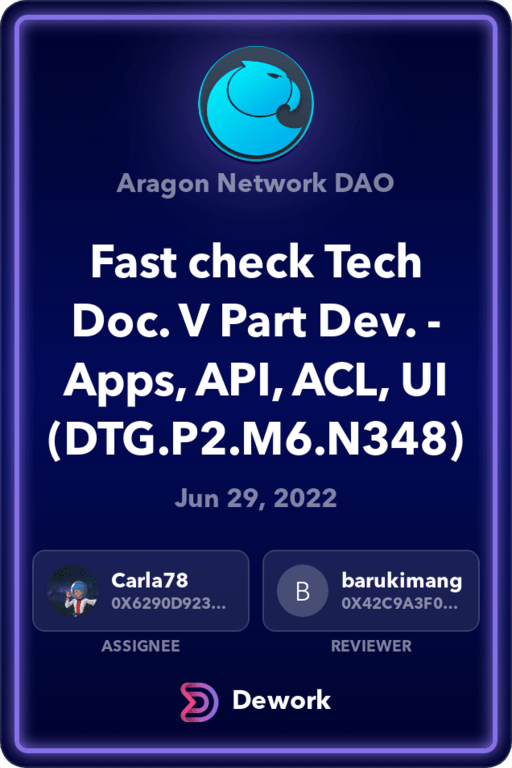 Aragon Network DAO
Fast check Tech
Doc. V Part Dev. -
Apps, API, ACL, UI
(DTG.P2.M6.N348)
Jun 29, 2022
Carla78
0X6290D923...
ASSIGNEE
B
barukimang
0X42C9A3F0...
REVIEWER
Dework